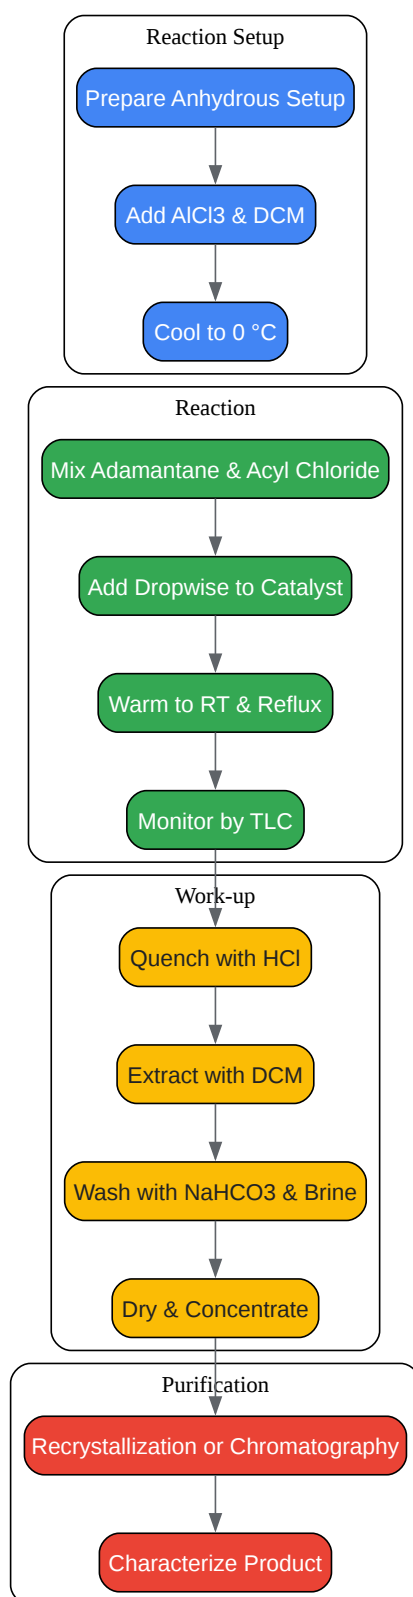 Reaction Setup
Prepare Anhydrous Setup
Add AlCl3 & DCM
Cool to 0 °C
Reaction
Mix Adamantane & Acyl Chloride
Add Dropwise to Catalyst
Warm to RT & Reflux
Monitor by TLC
Work-up
Quench with HCl
Extract with DCM
Wash with NaHCO3 & Brine
Dry & Concentrate
Purification
Recrystallization or Chromatography
Characterize Product